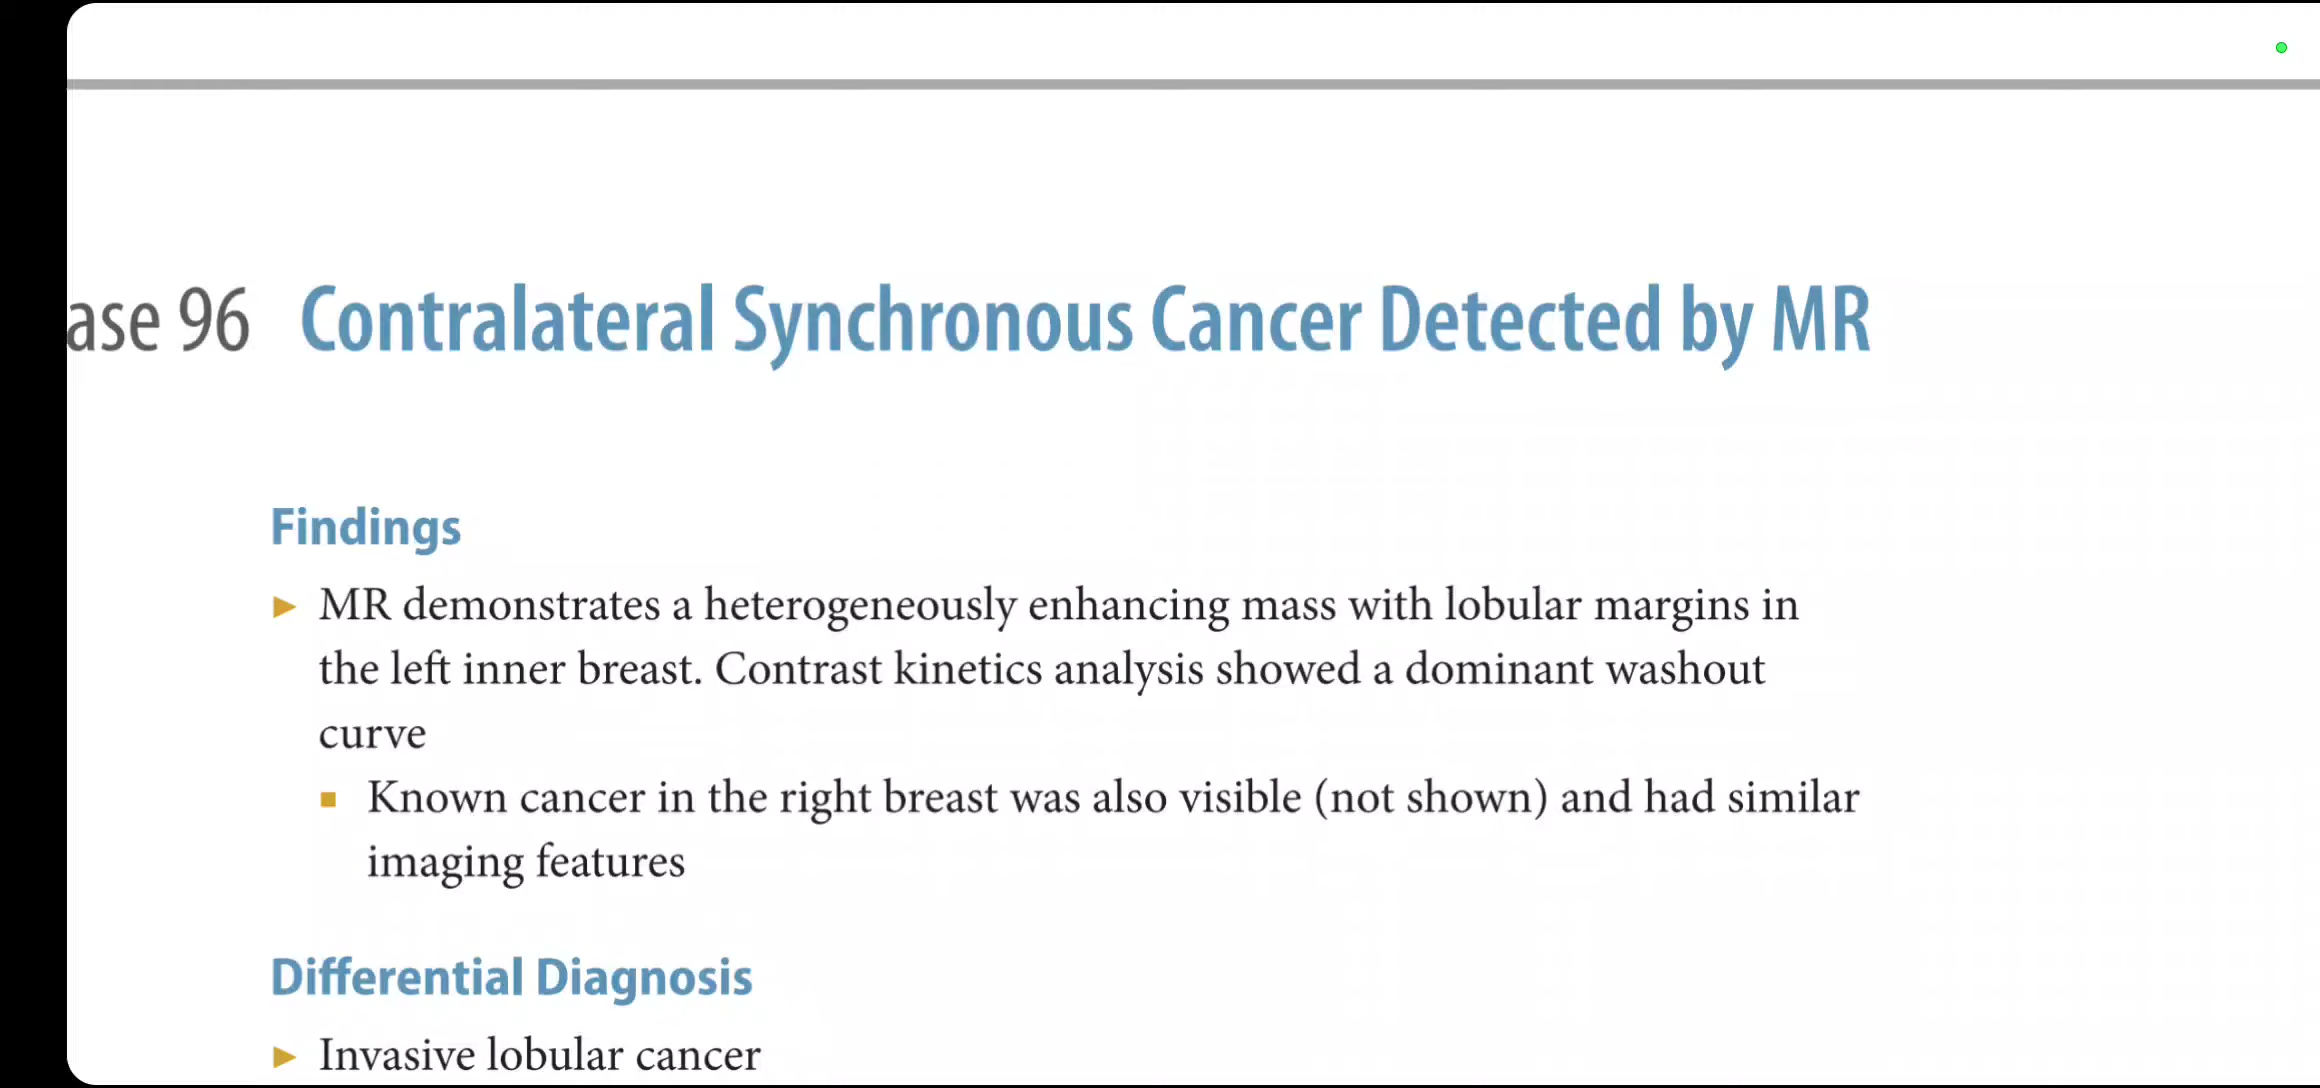 ase 96 Contralateral Synchronous Cancer Detected by MR
Findings
► MR demonstrates a heterogeneously enhancing mass with lobular margins in
the left inner breast. Contrast kinetics analysis showed a dominant washout
curve
■ Known cancer in the right breast was also visible (not shown) and had similar
imaging features
Differential Diagnosis
► Invasive lobular cancer